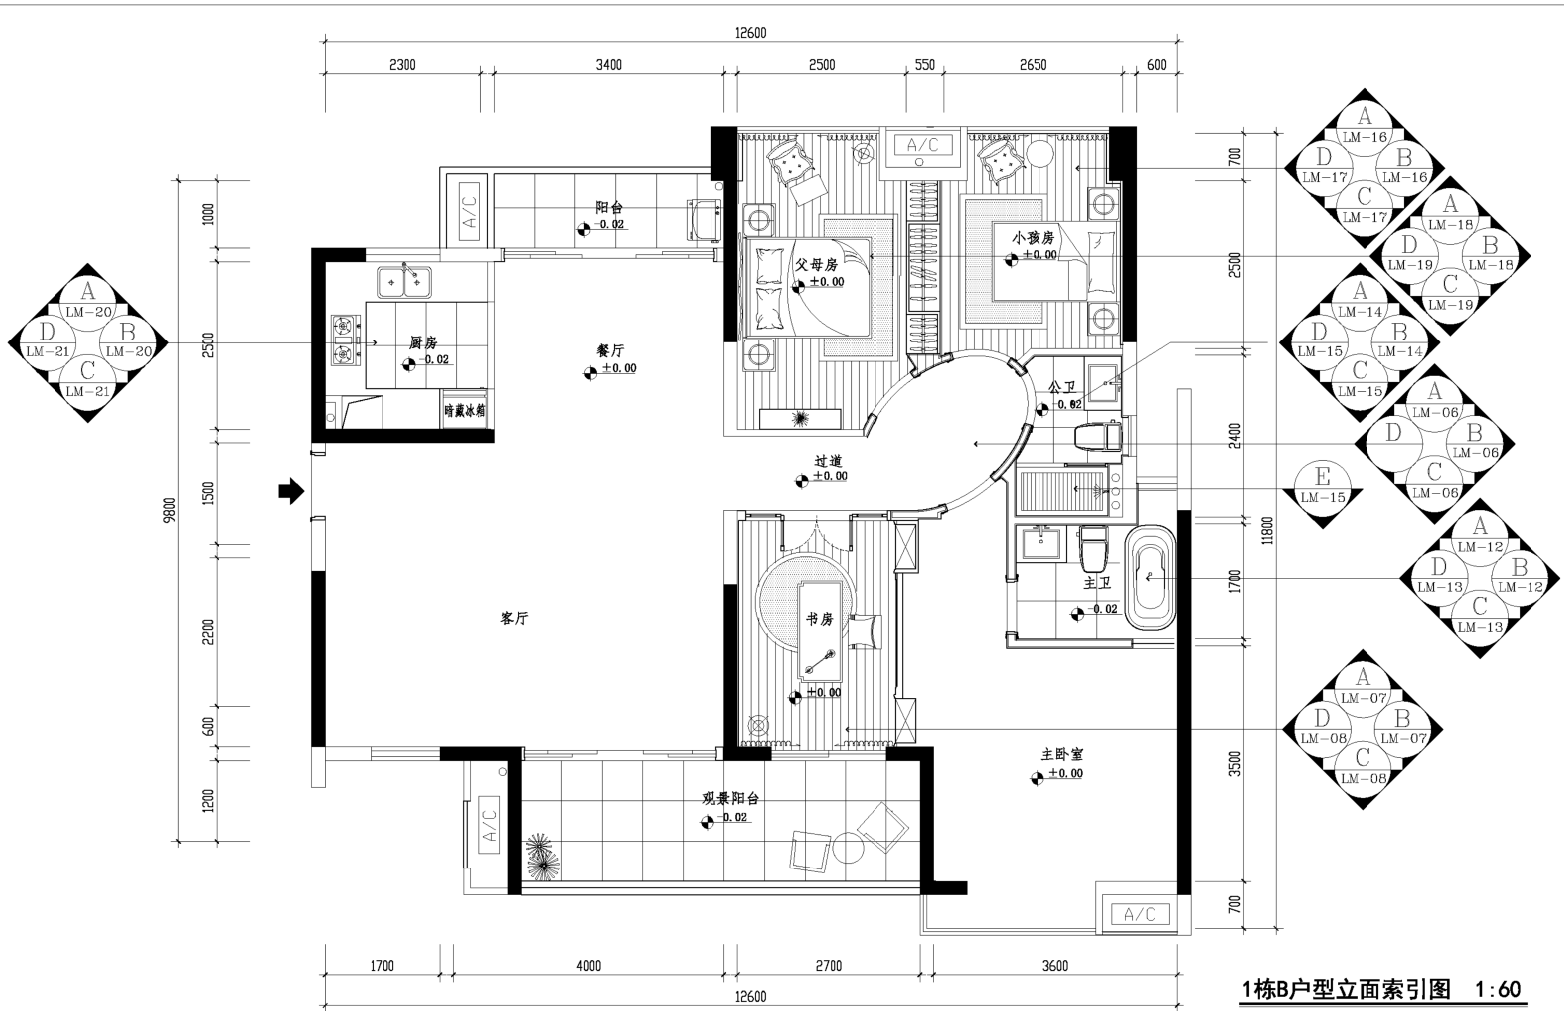 12600
2300 3400 2500 550 2650 600
A/C
A/C
阳台
-0.02
小孩房
±0.00
父母房
±0.00
厨房
-0.02
餐厅
±0.00
暗藏冰箱
公卫
-0.02
过道
±0.00
主卫
-0.02
客厅
书房
±0.00
主卧室
±0.00
观景阳台
-0.02
A/C
A/C
1000
2500
1500
2200
600
1200
9800
700
2500
2400
1700
3500
700
11800
A
LM-20
D
LM-21
B
LM-20
C
LM-21
A
LM-16
D
LM-17
B
LM-16
C
LM-17
A
LM-18
D
LM-19
B
LM-18
C
LM-19
A
LM-14
D
LM-15
B
LM-14
C
LM-15
A
LM-06
D
B
LM-06
C
LM-06
E
LM-15
A
LM-12
D
LM-13
B
LM-12
C
LM-13
A
LM-07
D
LM-08
B
LM-07
C
LM-08
1700 4000 2700 3600
12600
1栋B户型立面索引图 1:60